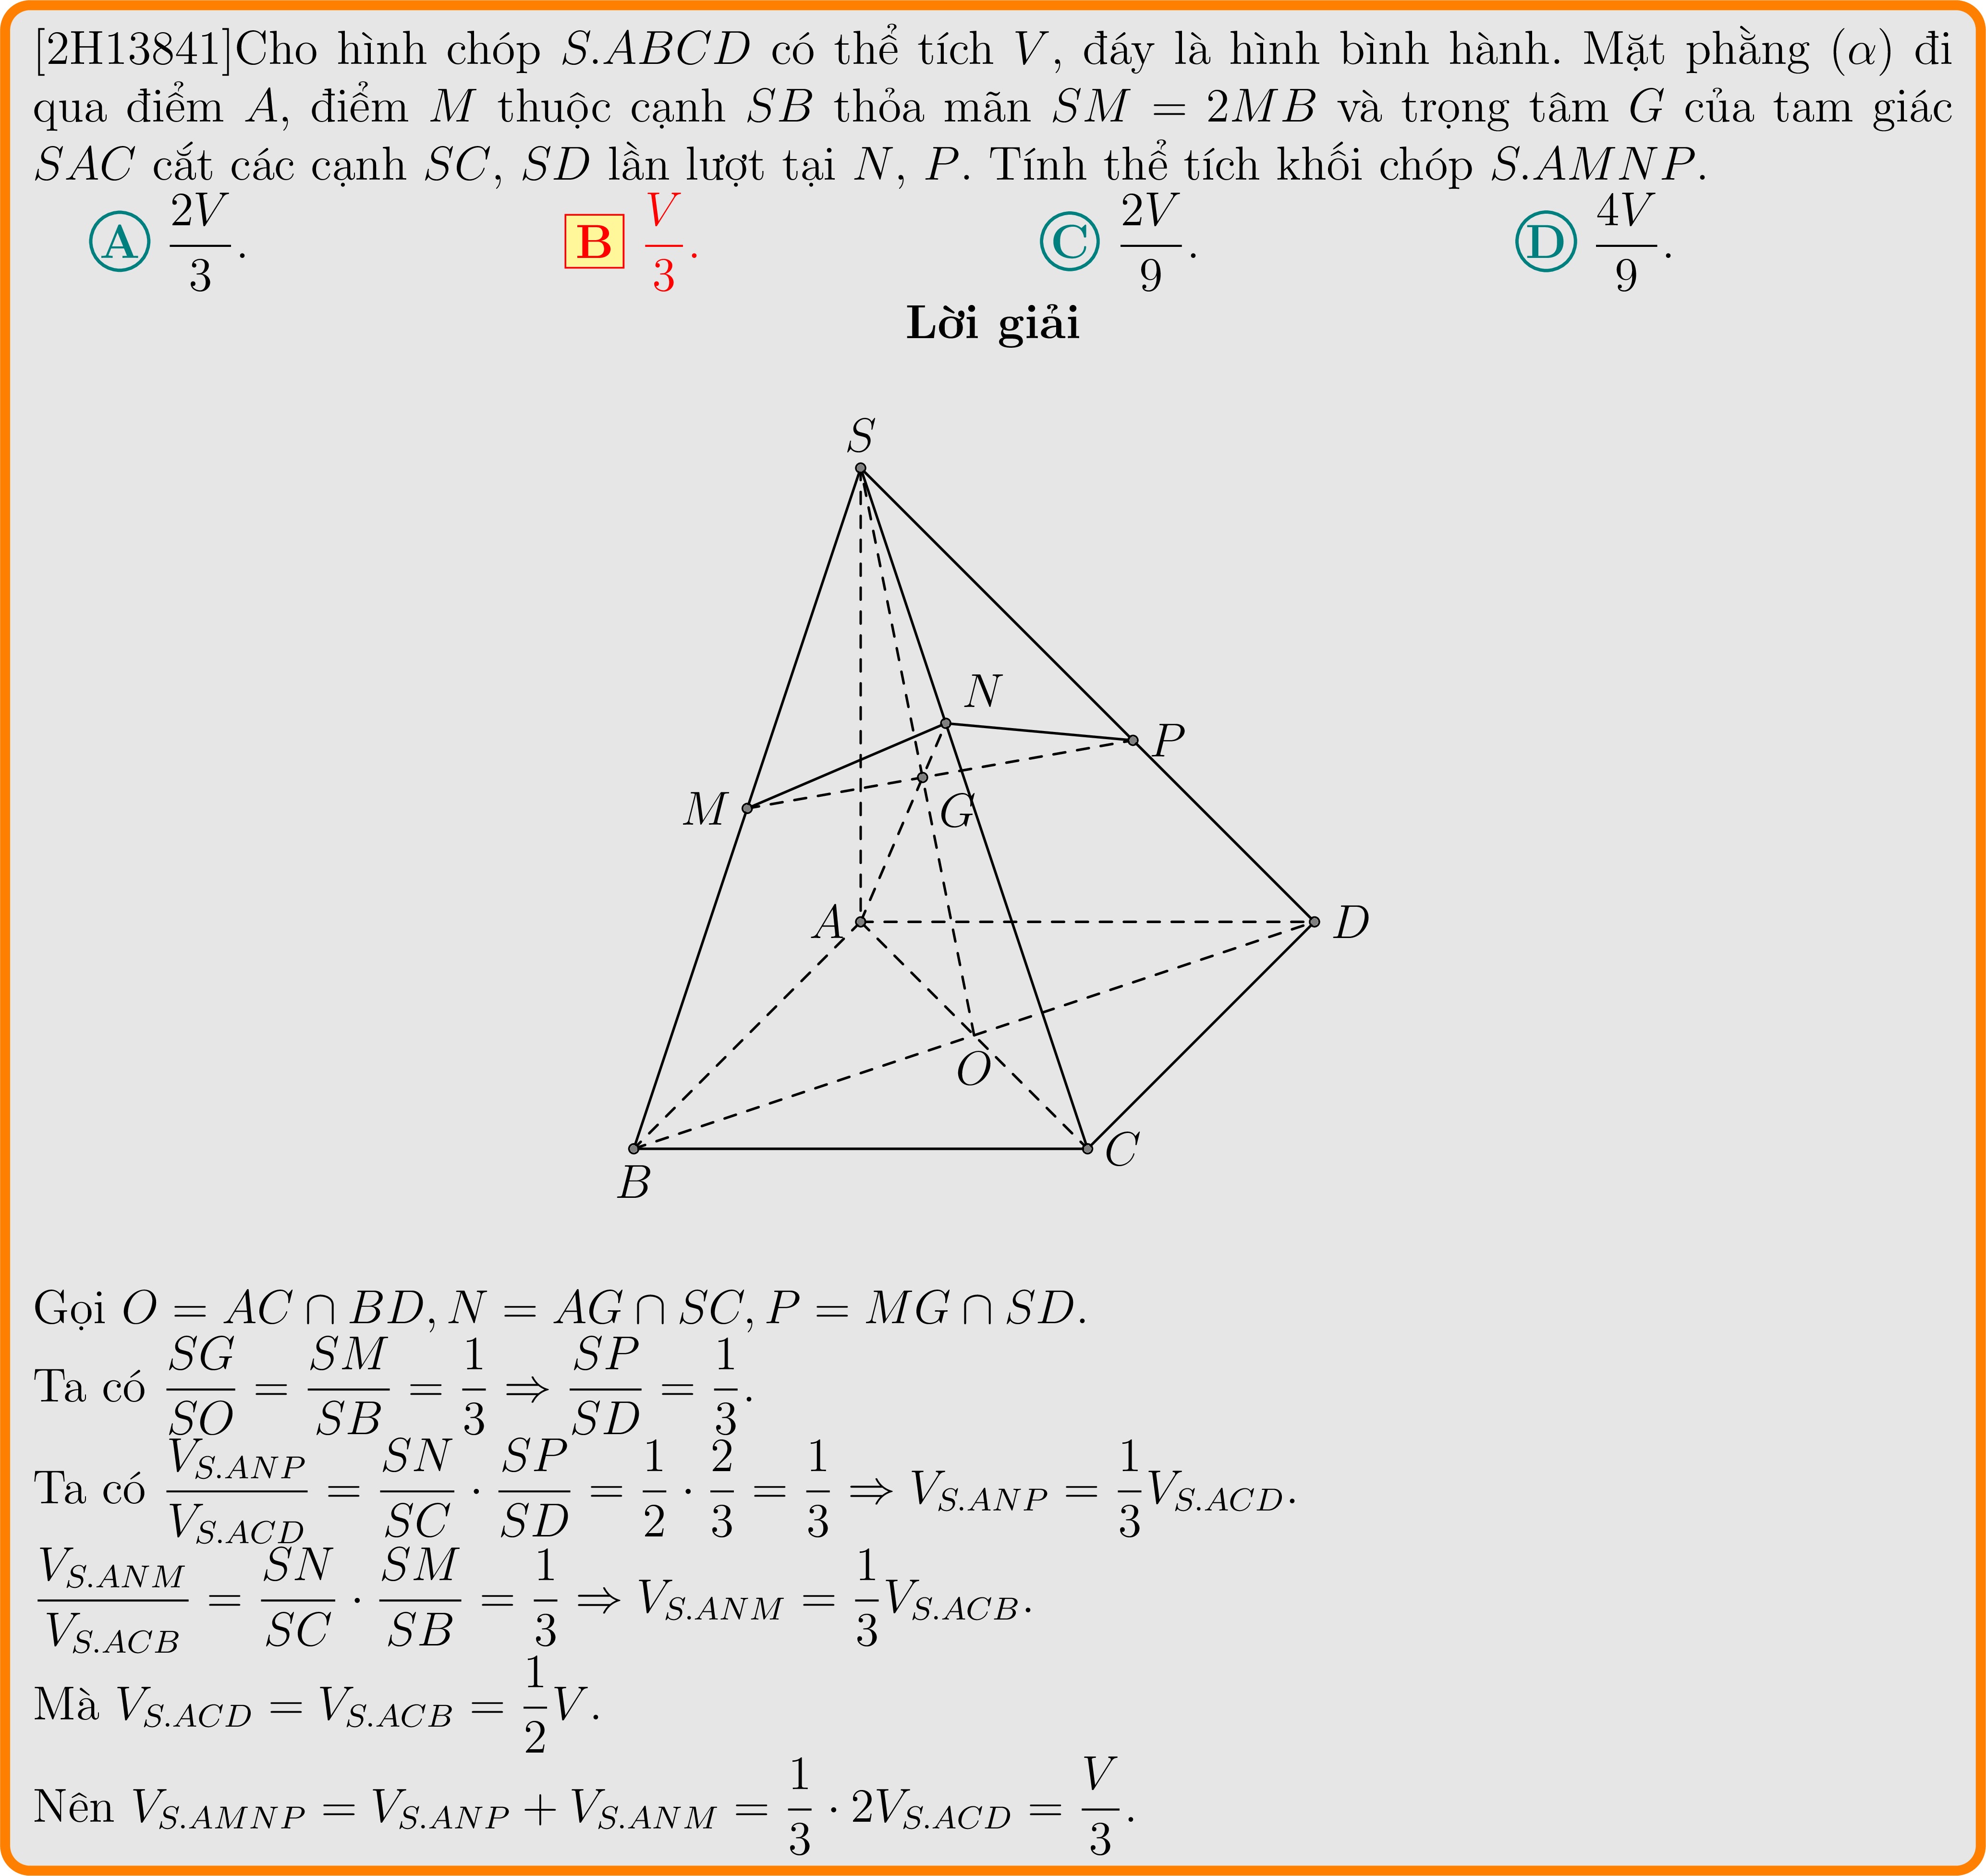 [2H13841]Cho hình chóp S.ABCD có thể tích V, đáy là hình bình hành. Mặt phẳng (α) đi
qua điểm A, điểm M thuộc cạnh SB thỏa mãn SM = 2MB và trọng tâm G của tam giác
SAC cắt các cạnh SC, SD lần lượt tại N, P. Tính thể tích khối chóp S.AMNP.
A $\frac{2V}{3}$. B $\frac{V}{3}$. C $\frac{2V}{9}$. D $\frac{4V}{9}$.
Lời giải
S
N
P
M
G
A
D
O
C
B
Gọi $O = AC \cap BD, N = AG \cap SC, P = MG \cap SD.$
Ta có $\frac{SG}{SO} = \frac{SM}{SB} = \frac{1}{3} \Rightarrow \frac{SP}{SD} = \frac{1}{3}.$
Ta có $\frac{V_{S.ANP}}{V_{S.ACD}} = \frac{SN}{SC} \cdot \frac{SP}{SD} = \frac{1}{2} \cdot \frac{2}{3} = \frac{1}{3} \Rightarrow V_{S.ANP} = \frac{1}{3}V_{S.ACD}.$
$\frac{V_{S.ANM}}{V_{S.ACB}} = \frac{SN}{SC} \cdot \frac{SM}{SB} = \frac{1}{3} \Rightarrow V_{S.ANM} = \frac{1}{3}V_{S.ACB}.$
Mà $V_{S.ACD} = V_{S.ACB} = \frac{1}{2}V.$
Nên $V_{S.AMNP} = V_{S.ANP} + V_{S.ANM} = \frac{1}{3} \cdot 2V_{S.ACD} = \frac{V}{3}.$